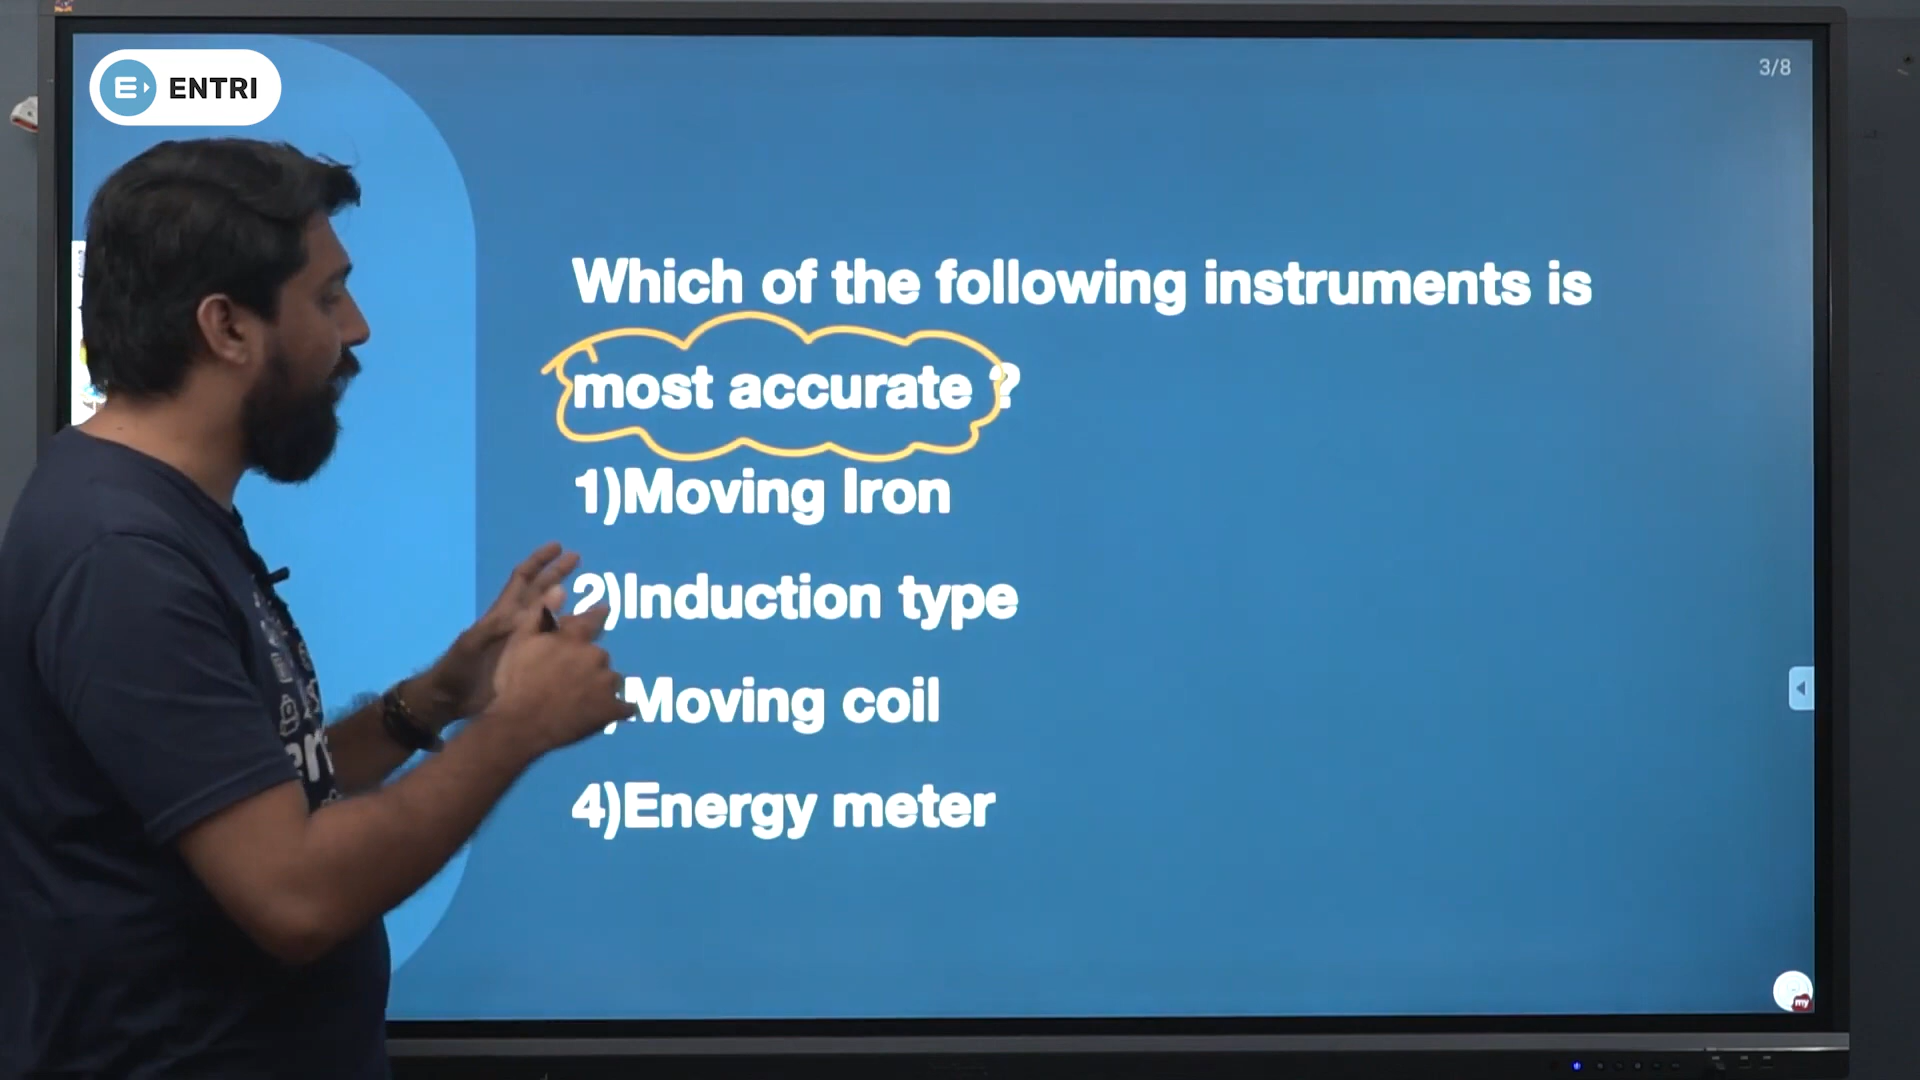 ENTRI
3/8
Which of the following instruments is
most accurate ?
1)Moving Iron
2)Induction type
Moving coil
4)Energy meter
my